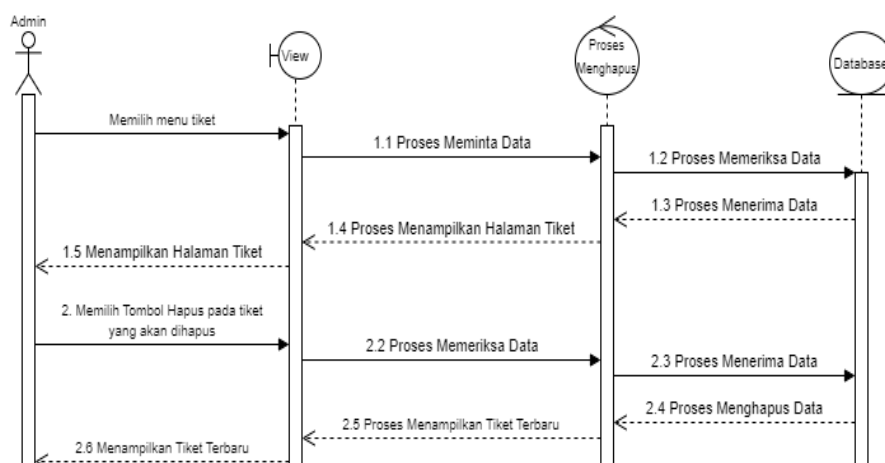 Admin
View
Proses
Menghapus
Database
Memilih menu tiket
1.1 Proses Meminta Data
1.2 Proses Memeriksa Data
1.3 Proses Menerima Data
1.4 Proses Menampilkan Halaman Tiket
1.5 Menampilkan Halaman Tiket
2. Memilih Tombol Hapus pada tiket
yang akan dihapus
2.2 Proses Memeriksa Data
2.3 Proses Menerima Data
2.4 Proses Menghapus Data
2.5 Proses Menampilkan Tiket Terbaru
2.6 Menampilkan Tiket Terbaru